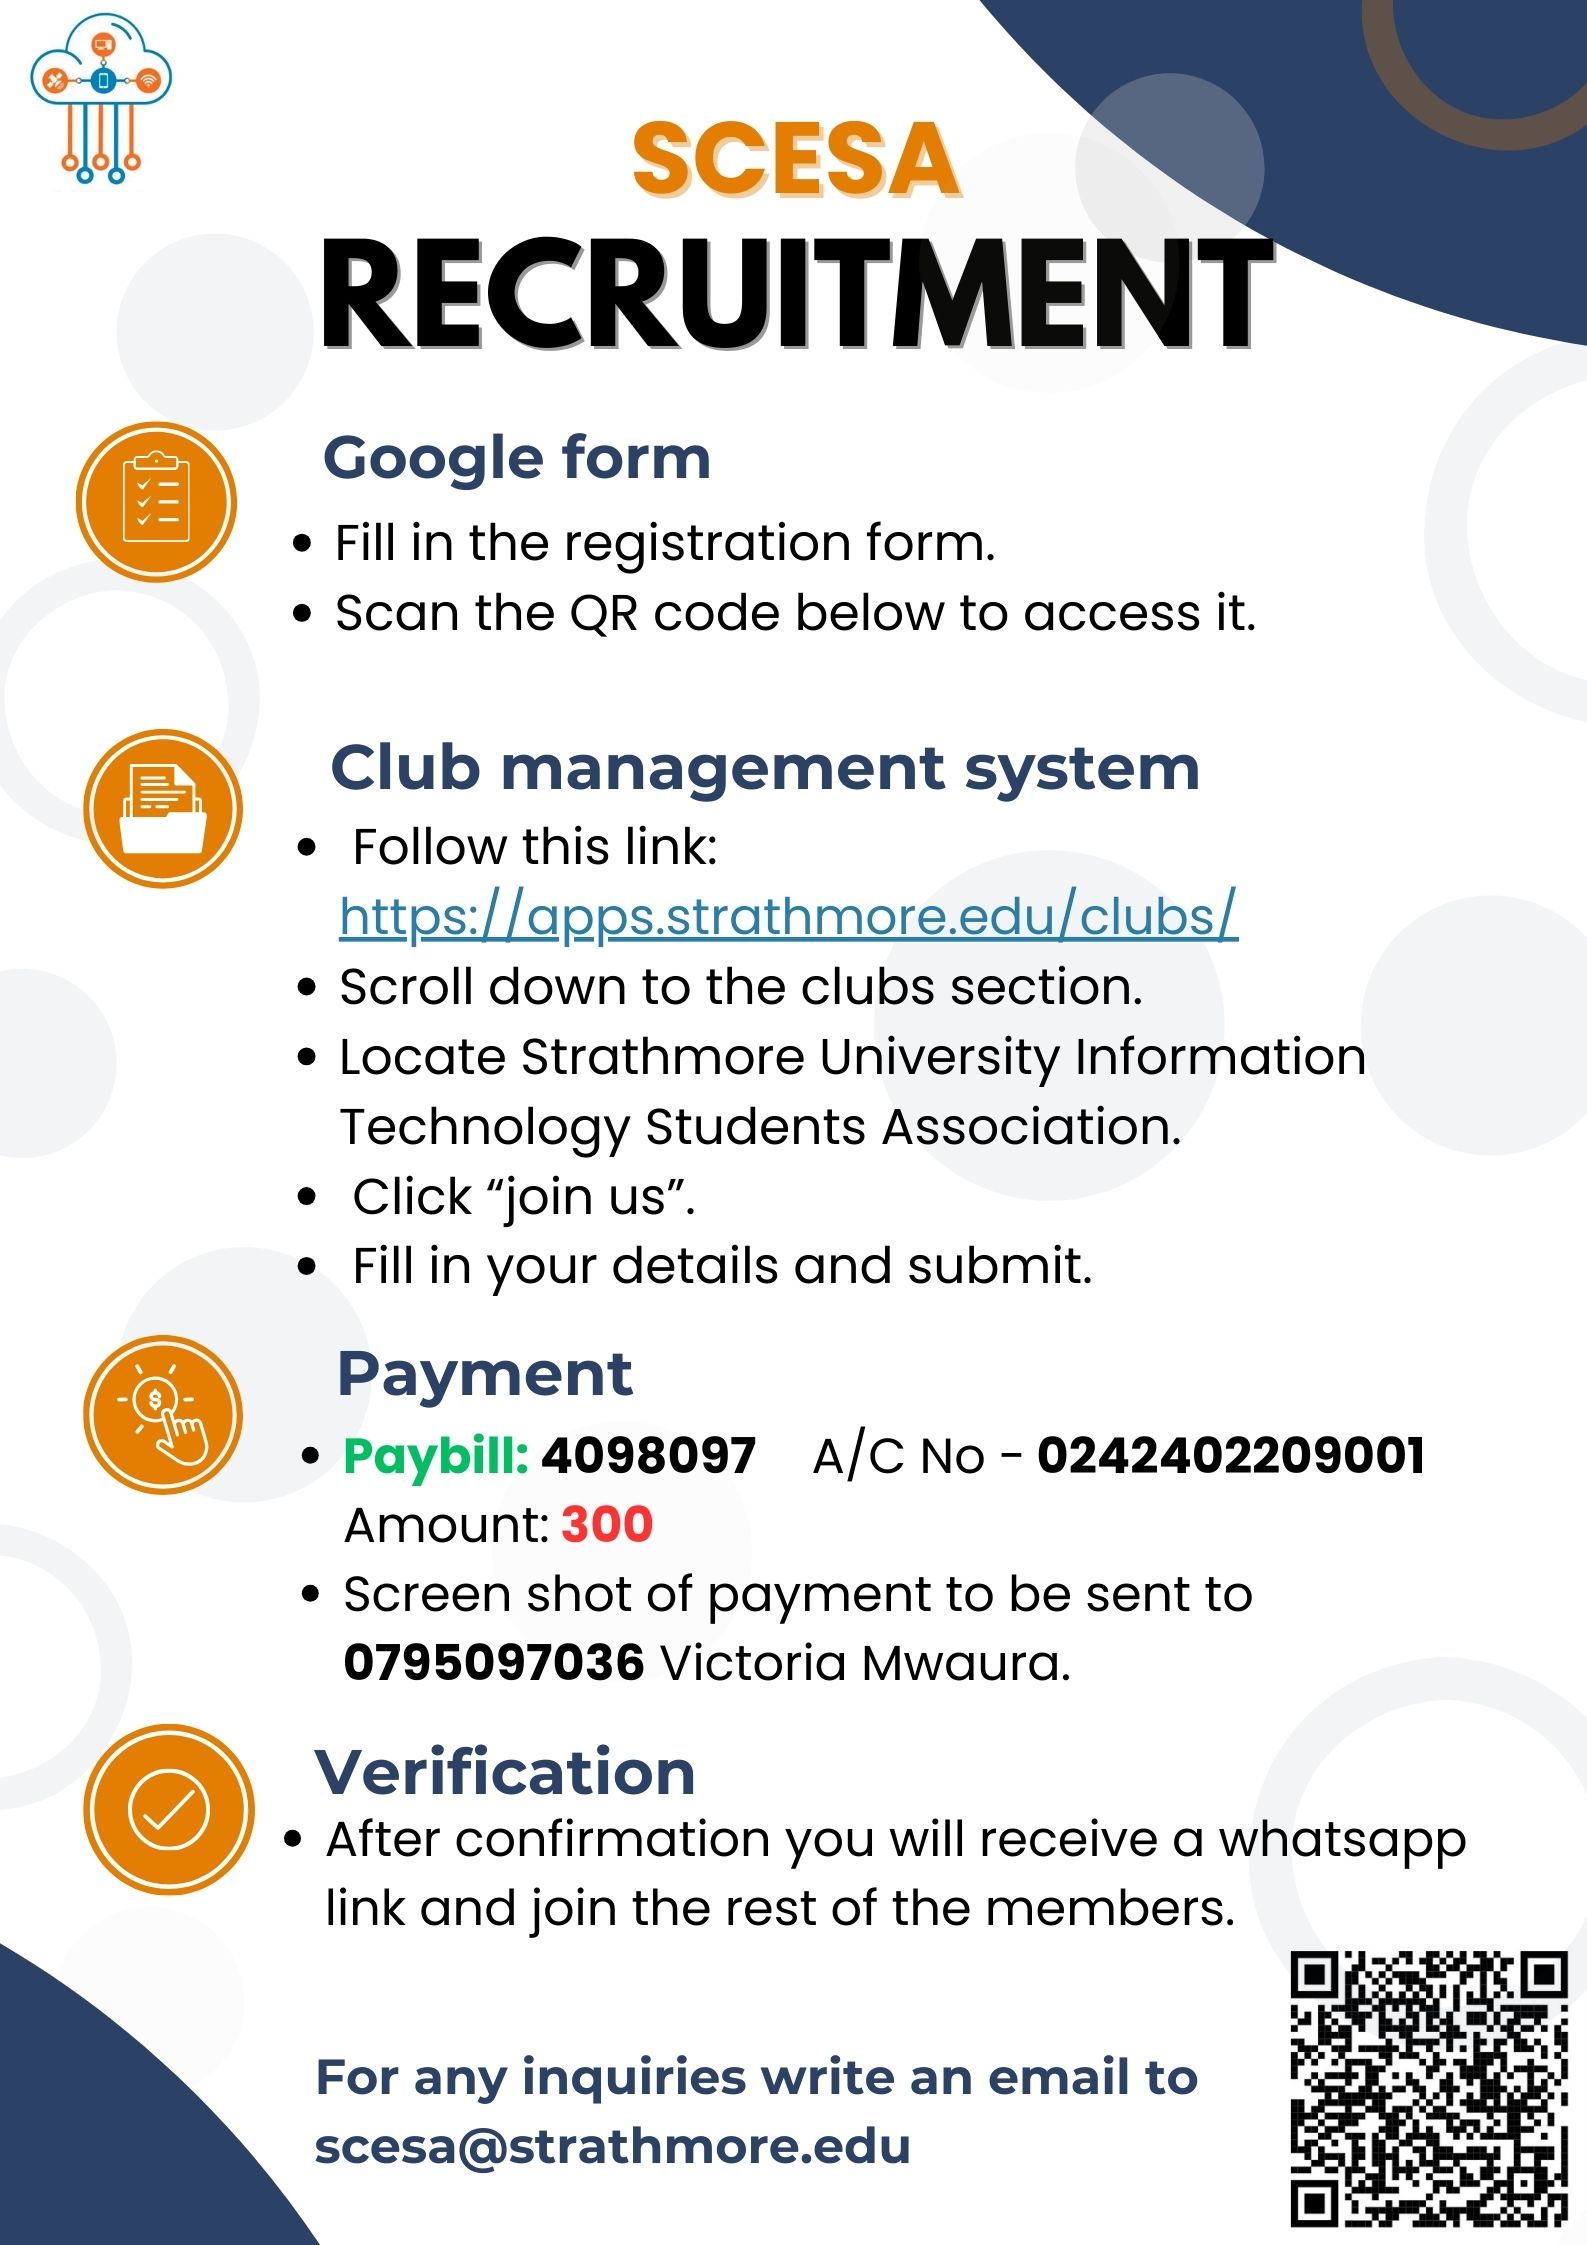 SCESA
RECRUITMENT
Google form
• Fill in the registration form.
• Scan the QR code below to access it.
Club management system
• Follow this link:
https://apps.strathmore.edu/clubs/
• Scroll down to the clubs section.
• Locate Strathmore University Information
Technology Students Association.
• Click “join us”.
• Fill in your details and submit.
Payment
• Paybill: 4098097 A/C No - 0242402209001
Amount: 300
• Screen shot of payment to be sent to
0795097036 Victoria Mwaura.
Verification
• After confirmation you will receive a whatsapp
link and join the rest of the members.
For any inquiries write an email to
scesa@strathmore.edu